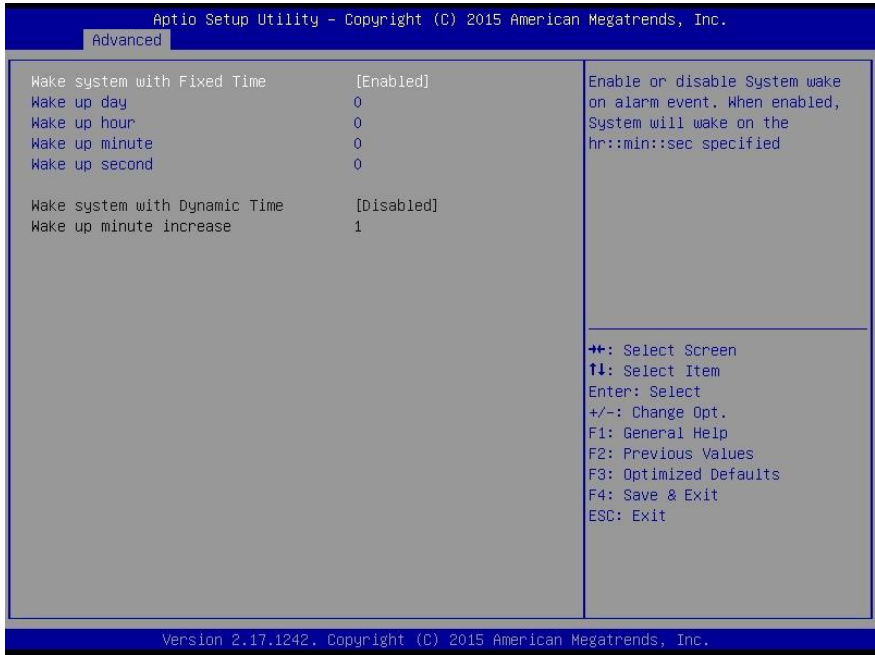 Aptio Setup Utility – Copyright (C) 2015 American Megatrends, Inc.
Advanced
Wake system with Fixed Time [Enabled]
Wake up day 0
Wake up hour 0
Wake up minute 0
Wake up second 0
Wake system with Dynamic Time [Disabled]
Wake up minute increase 1
Enable or disable System wake
on alarm event. When enabled,
System will wake on the
hr::min::sec specified
→←: Select Screen
↑↓: Select Item
Enter: Select
+/-: Change Opt.
F1: General Help
F2: Previous Values
F3: Optimized Defaults
F4: Save & Exit
ESC: Exit
Version 2.17.1242. Copyright (C) 2015 American Megatrends, Inc.